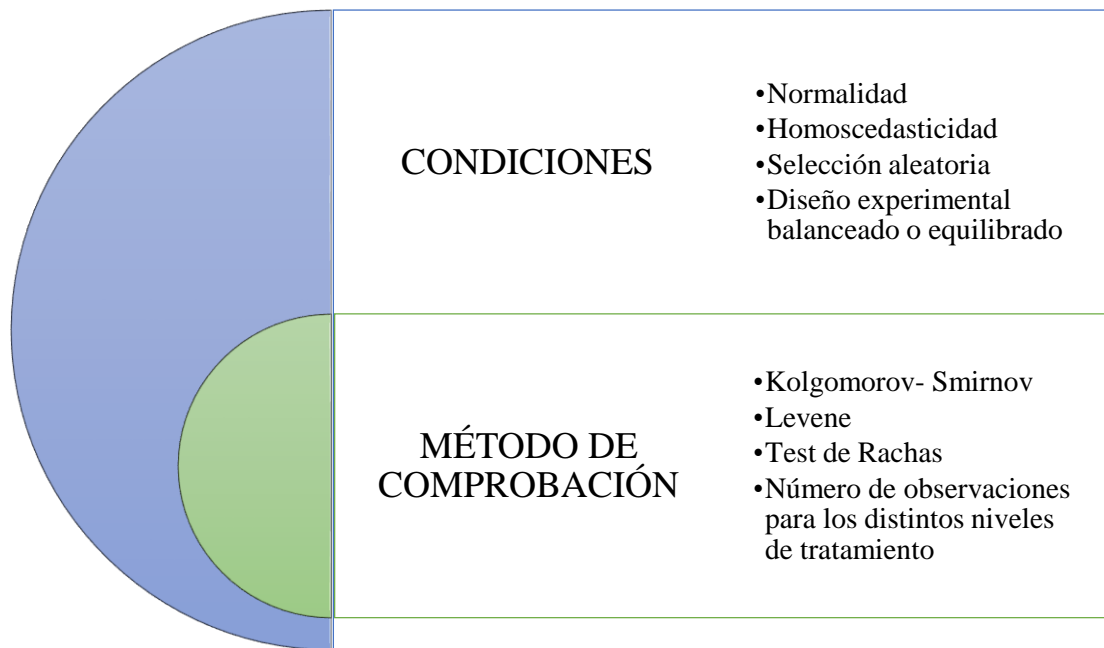 CONDICIONES
•Normalidad
•Homoscedasticidad
•Selección aleatoria
•Diseño experimental
balanceado o equilibrado
MÉTODO DE
COMPROBACIÓN
•Kolgomorov- Smirnov
•Levene
•Test de Rachas
•Número de observaciones
para los distintos niveles
de tratamiento